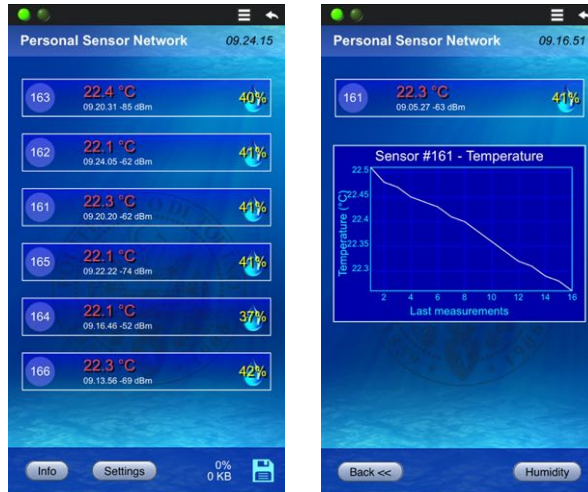 Personal Sensor Network 09.24.15
163 22.4 °C 40%
09.20.31 -85 dBm
162 22.1 °C 41%
09.24.05 -62 dBm
161 22.3 °C 41%
09.20.20 -62 dBm
165 22.1 °C 41%
09.22.22 -74 dBm
164 22.1 °C 37%
09.16.46 -52 dBm
166 22.3 °C 42%
09.13.56 -69 dBm
Info Settings 0%
0 KB
Personal Sensor Network 09.16.51
161 22.3 °C 41%
09.05.27 -63 dBm
Sensor #161 - Temperature
Temperature (°C)
22.5
22.45
22.4
22.35
22.3
2 4 6 8 10 12 14 16
Last measurements
Back << Humidity